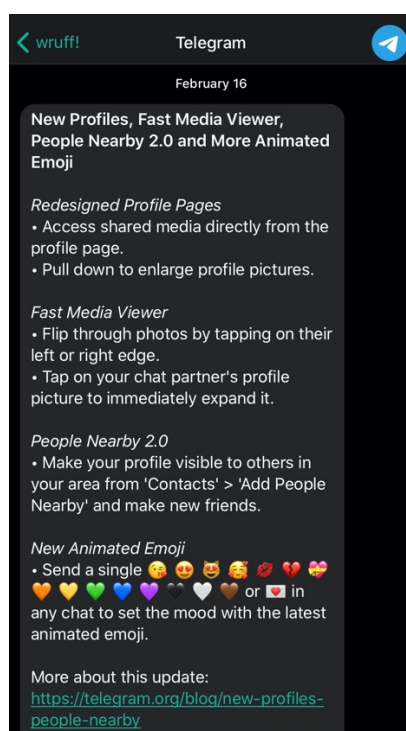 wruff!
Telegram
February 16
New Profiles, Fast Media Viewer,
People Nearby 2.0 and More Animated
Emoji
Redesigned Profile Pages
• Access shared media directly from the
profile page.
• Pull down to enlarge profile pictures.
Fast Media Viewer
• Flip through photos by tapping on their
left or right edge.
• Tap on your chat partner's profile
picture to immediately expand it.
People Nearby 2.0
• Make your profile visible to others in
your area from 'Contacts' > 'Add People
Nearby' and make new friends.
New Animated Emoji
• Send a single 😘 😍 😻 🥰 💋 💔 💝
🧡 💛 💚 💙 💜 🖤 🤍 🤎 or 💌 in
any chat to set the mood with the latest
animated emoji.
More about this update:
https://telegram.org/blog/new-profiles-
people-nearby